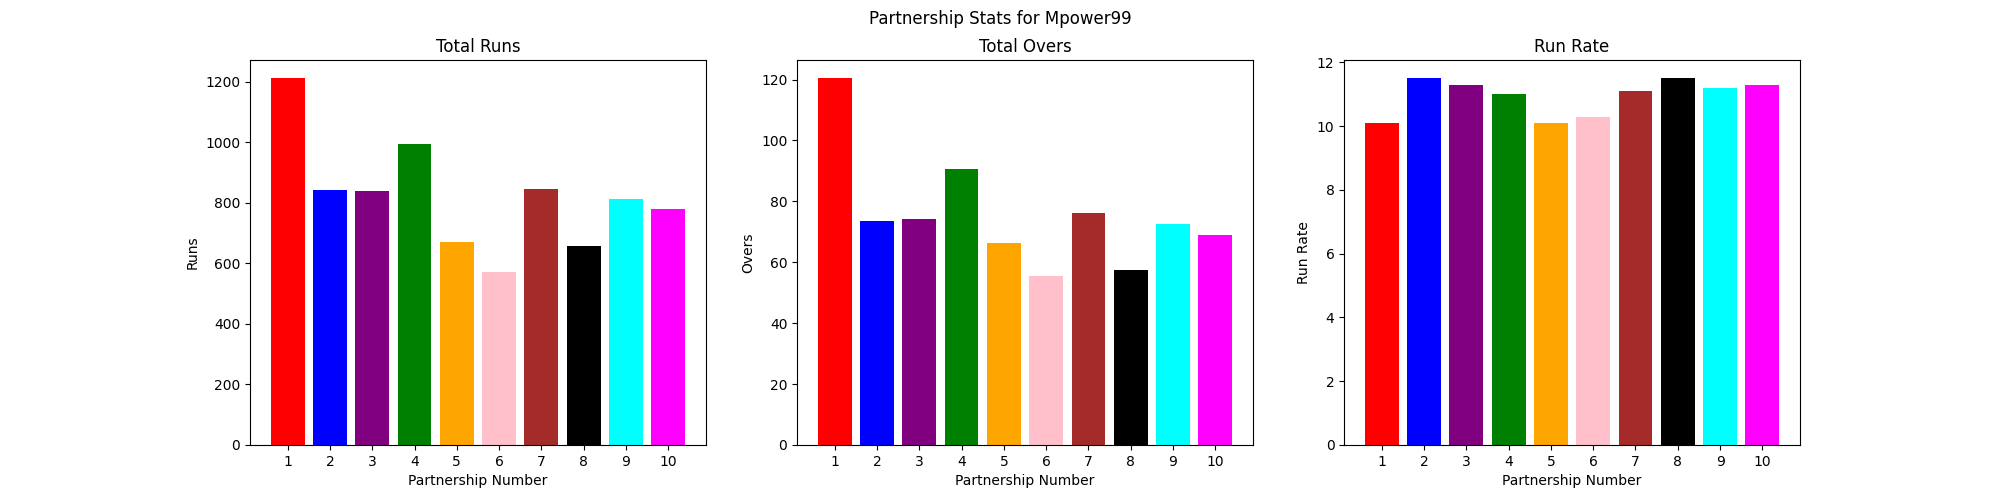 Partnership Stats for Mpower99
Total Runs
Runs
1200
1000
800
600
400
200
0
1 2 3 4 5 6 7 8 9 10
Partnership Number
Total Overs
Overs
120
100
80
60
40
20
0
1 2 3 4 5 6 7 8 9 10
Partnership Number
Run Rate
Run Rate
12
10
8
6
4
2
0
1 2 3 4 5 6 7 8 9 10
Partnership Number